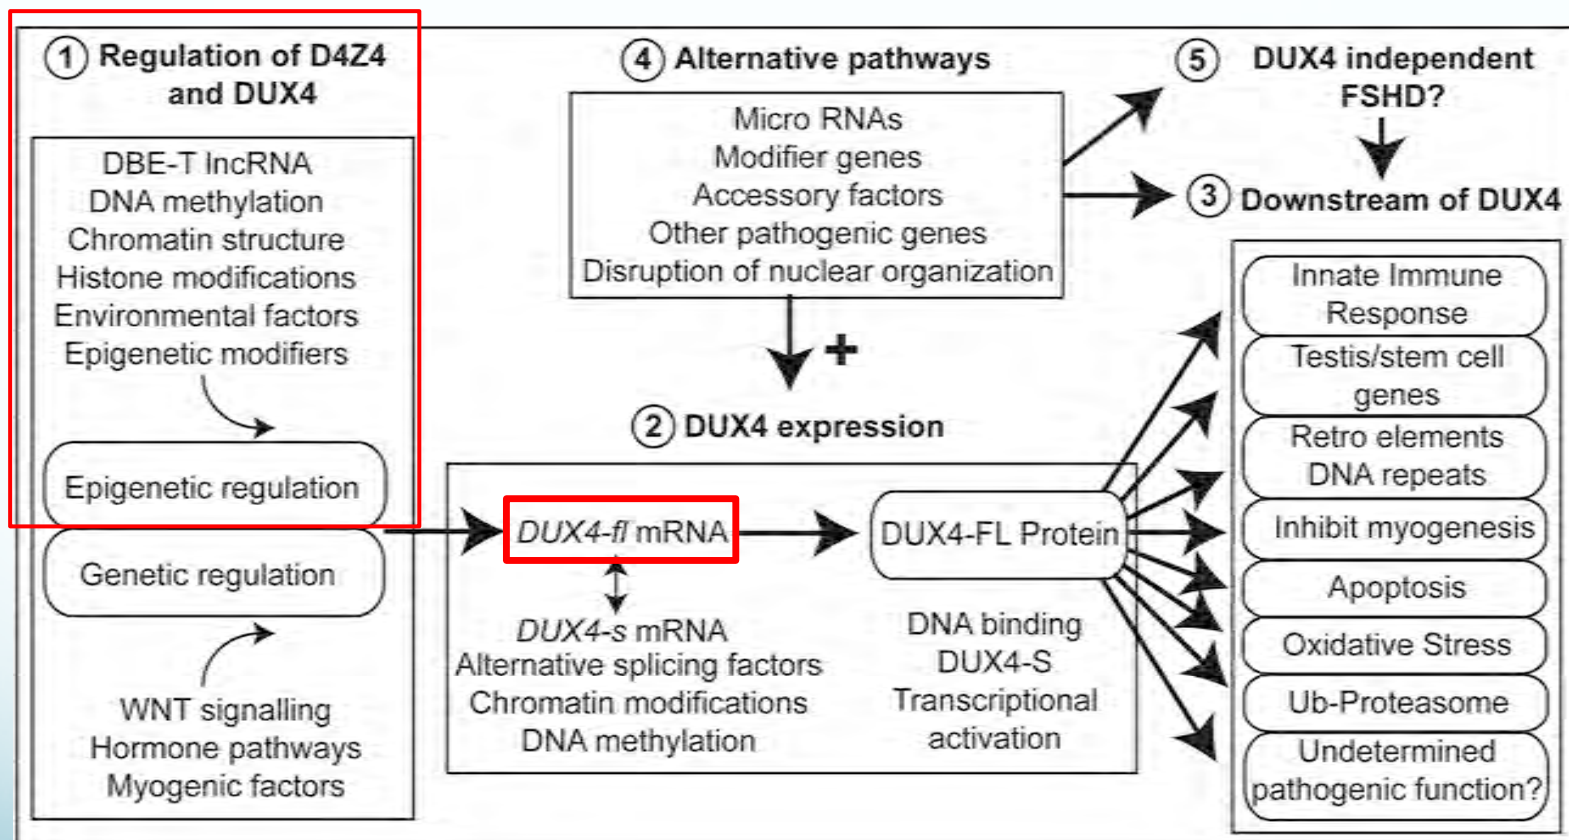 ① Regulation of D4Z4
and DUX4
DBE-T lncRNA
DNA methylation
Chromatin structure
Histone modifications
Environmental factors
Epigenetic modifiers
Epigenetic regulation
Genetic regulation
WNT signalling
Hormone pathways
Myogenic factors
④ Alternative pathways
Micro RNAs
Modifier genes
Accessory factors
Other pathogenic genes
Disruption of nuclear organization
+
② DUX4 expression
DUX4-fl mRNA
DUX4-s mRNA
Alternative splicing factors
Chromatin modifications
DNA methylation
DUX4-FL Protein
DNA binding
DUX4-S
Transcriptional
activation
⑤ DUX4 independent
FSHD?
③ Downstream of DUX4
Innate Immune
Response
Testis/stem cell
genes
Retro elements
DNA repeats
Inhibit myogenesis
Apoptosis
Oxidative Stress
Ub-Proteasome
Undetermined
pathogenic function?